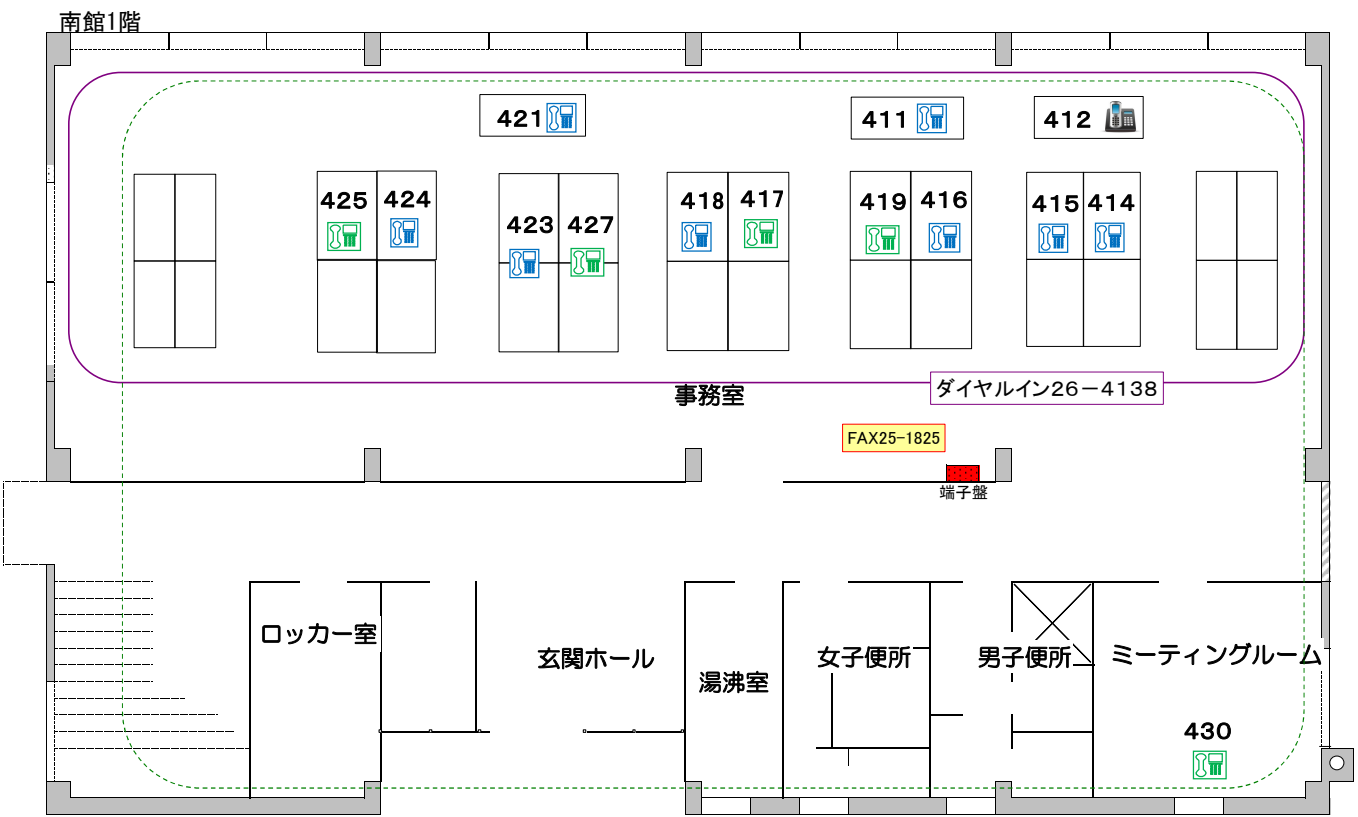 南館1階
421
411
412
425
424
423
427
418
417
419
416
415
414
事務室
ダイヤルイン26－4138
FAX25-1825
端子盤
ロッカー室
玄関ホール
湯沸室
女子便所
男子便所
ミーティングルーム
430